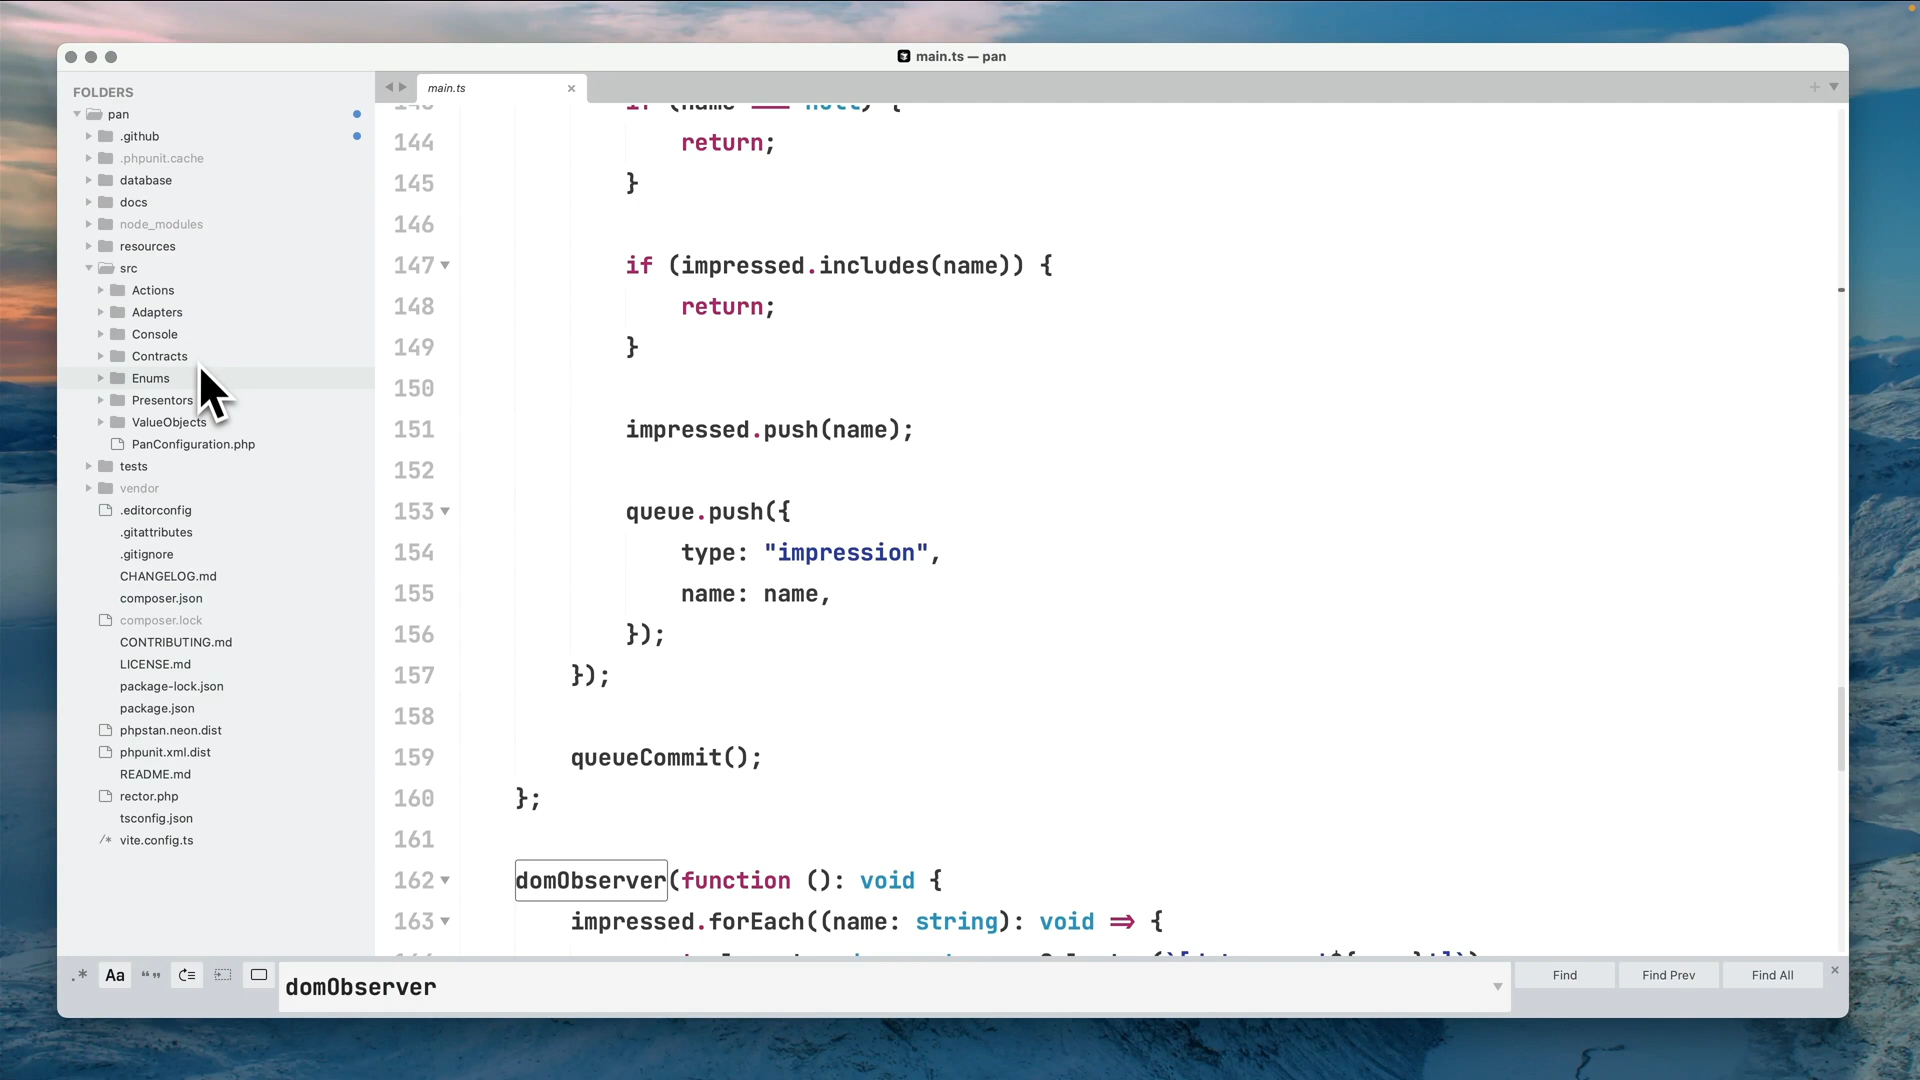 main.ts — pan
FOLDERS
pan
.github
.phpunit.cache
database
docs
node_modules
resources
src
Actions
Adapters
Console
Contracts
Enums
Presentors
ValueObjects
PanConfiguration.php
tests
vendor
.editorconfig
.gitattributes
.gitignore
CHANGELOG.md
composer.json
composer.lock
CONTRIBUTING.md
LICENSE.md
package-lock.json
package.json
phpstan.neon.dist
phpunit.xml.dist
README.md
rector.php
tsconfig.json
/* vite.config.ts
main.ts
if (name === null) {
144 return;
145 }
146
147 if (impressed.includes(name)) {
148 return;
149 }
150
151 impressed.push(name);
152
153 queue.push({
154 type: "impression",
155 name: name,
156 });
157 });
158
159 queueCommit();
160 };
161
162 domObserver(function (): void {
163 impressed.forEach((name: string): void => {
.* Aa “” domObserver Find Find Prev Find All